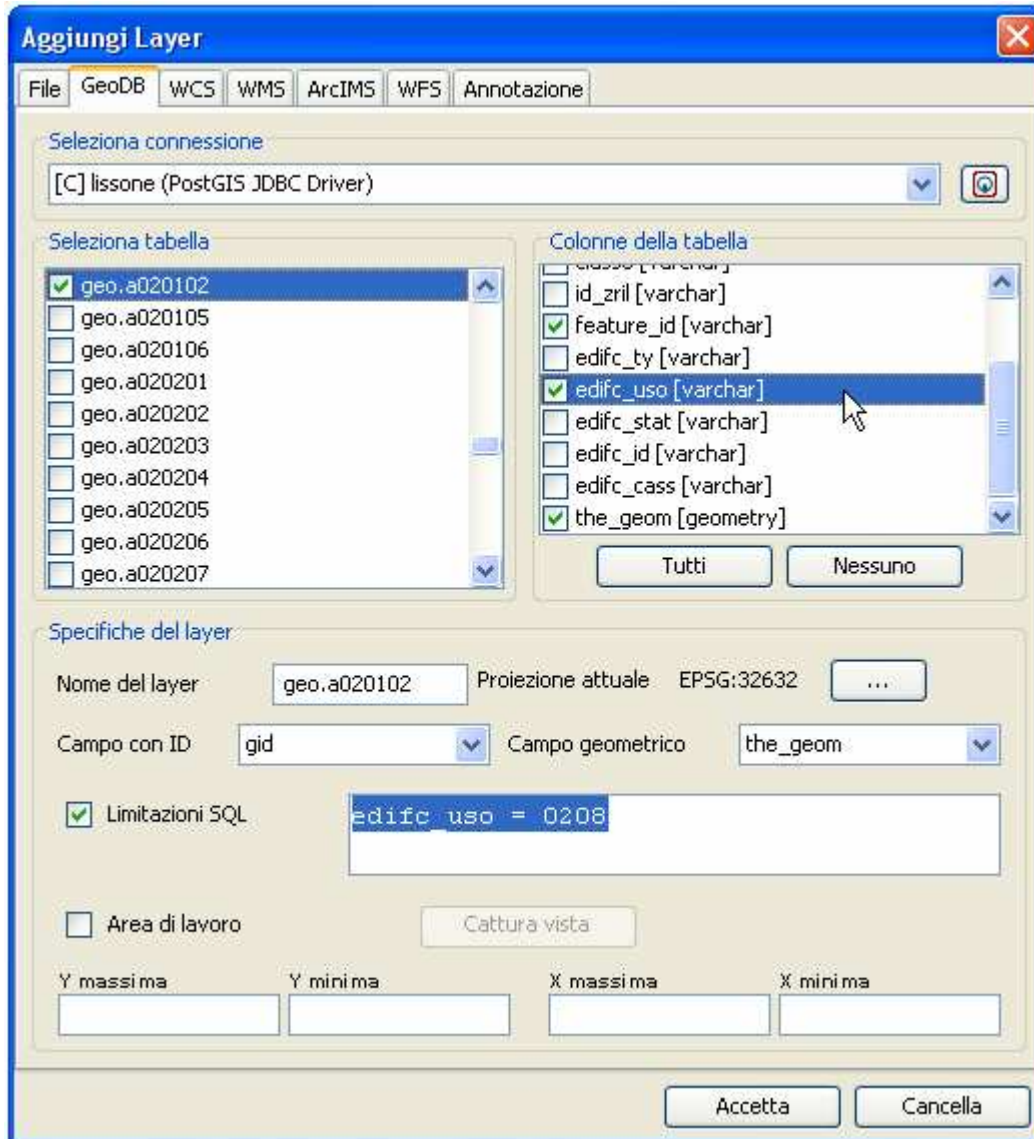 Aggiungi Layer
File GeoDB WCS WMS ArcIMS WFS Annotazione
Seleziona connessione
[C] lissone (PostGIS JDBC Driver)
Seleziona tabella
geo.a020102
geo.a020105
geo.a020106
geo.a020201
geo.a020202
geo.a020203
geo.a020204
geo.a020205
geo.a020206
geo.a020207
Colonne della tabella
id_zril [varchar]
feature_id [varchar]
edifc_ty [varchar]
edifc_uso [varchar]
edifc_stat [varchar]
edifc_id [varchar]
edifc_cass [varchar]
the_geom [geometry]
Tutti Nessuno
Specifiche del layer
Nome del layer geo.a020102 Proiezione attuale EPSG:32632 ...
Campo con ID gid Campo geometrico the_geom
Limitazioni SQL edifc_uso = 0208
Area di lavoro Cattura vista
Y massima Y minima X massima X minima
Accetta Cancella